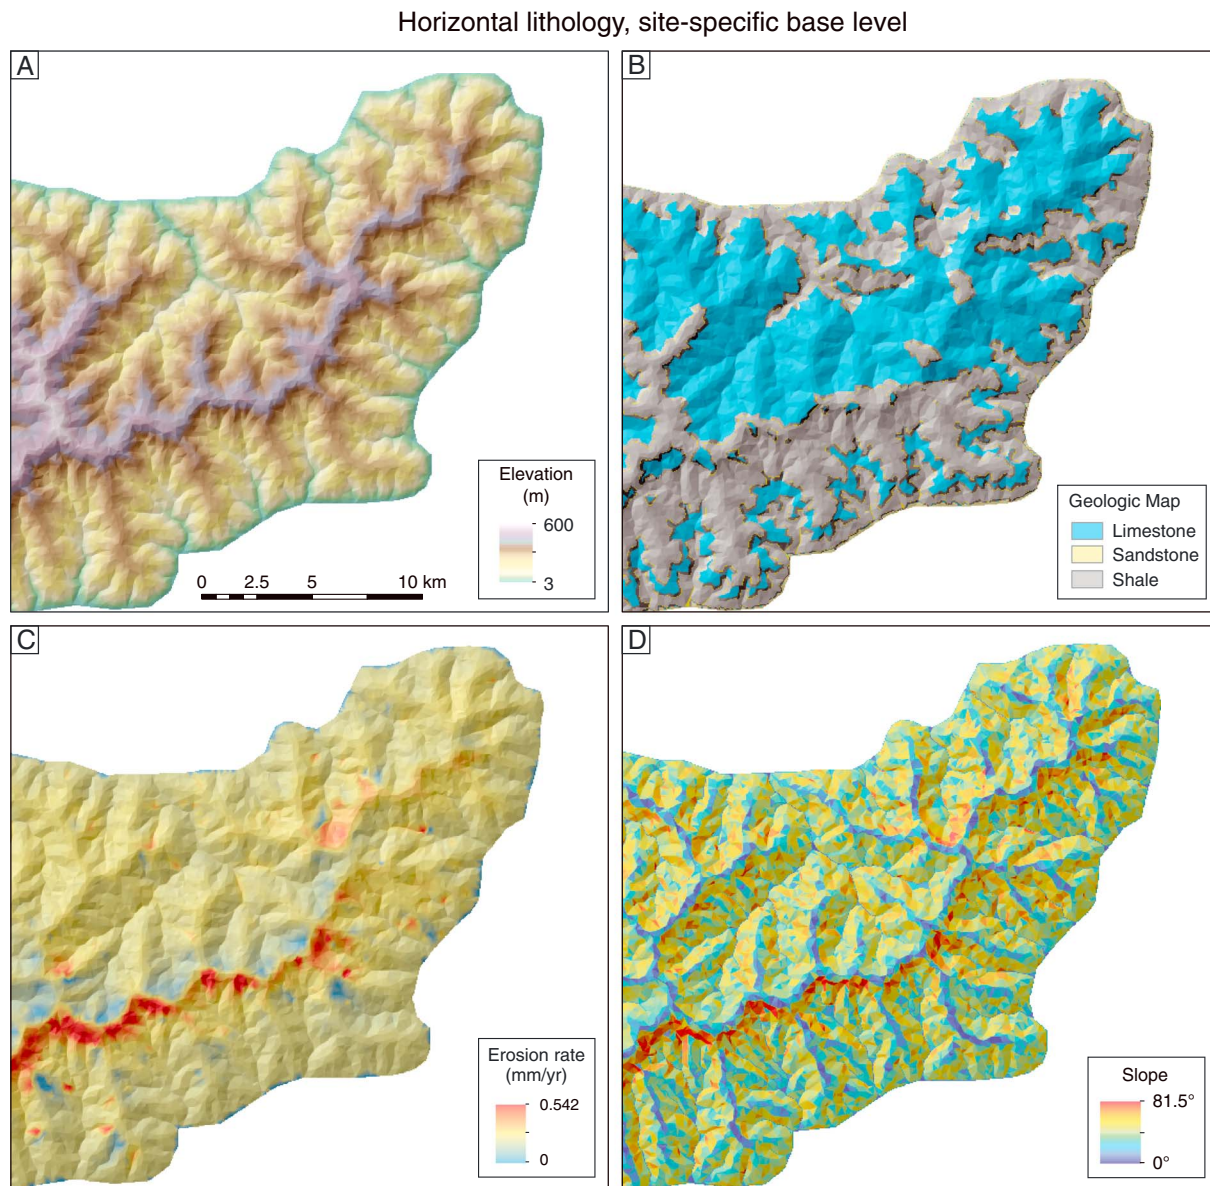 Horizontal lithology, site-specific base level
A
Elevation
(m)
600
3
0 2.5 5 10 km
B
Geologic Map
Limestone
Sandstone
Shale
C
Erosion rate
(mm/yr)
0.542
0
D
Slope
81.5°
0°